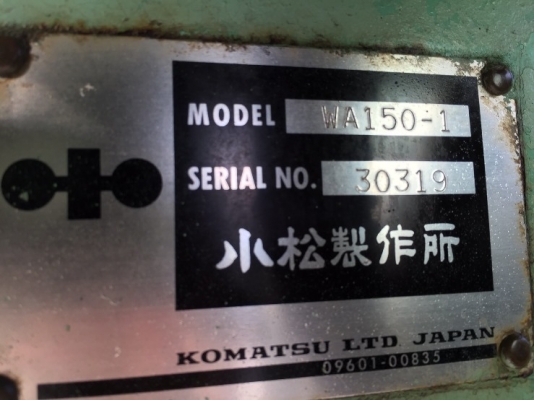 MODEL WA150-1
SERIAL NO. 30319
小松製作所
KOMATSU LTD JAPAN
09601-00835